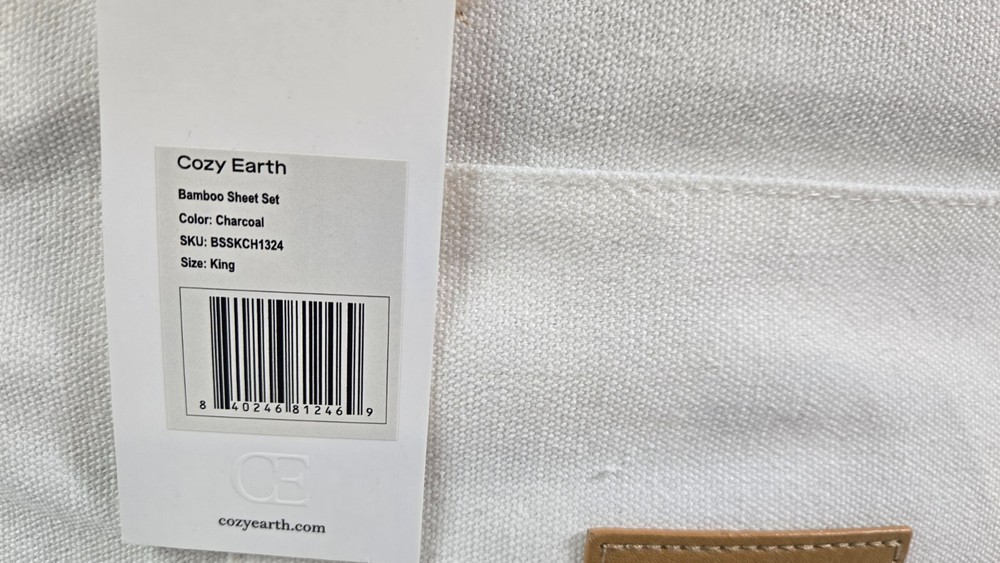 Cozy Earth
Bamboo Sheet Set
Color: Charcoal
SKU: BSSKCH1324
Size: King
8 40246 81246 9
CE
cozyearth.com